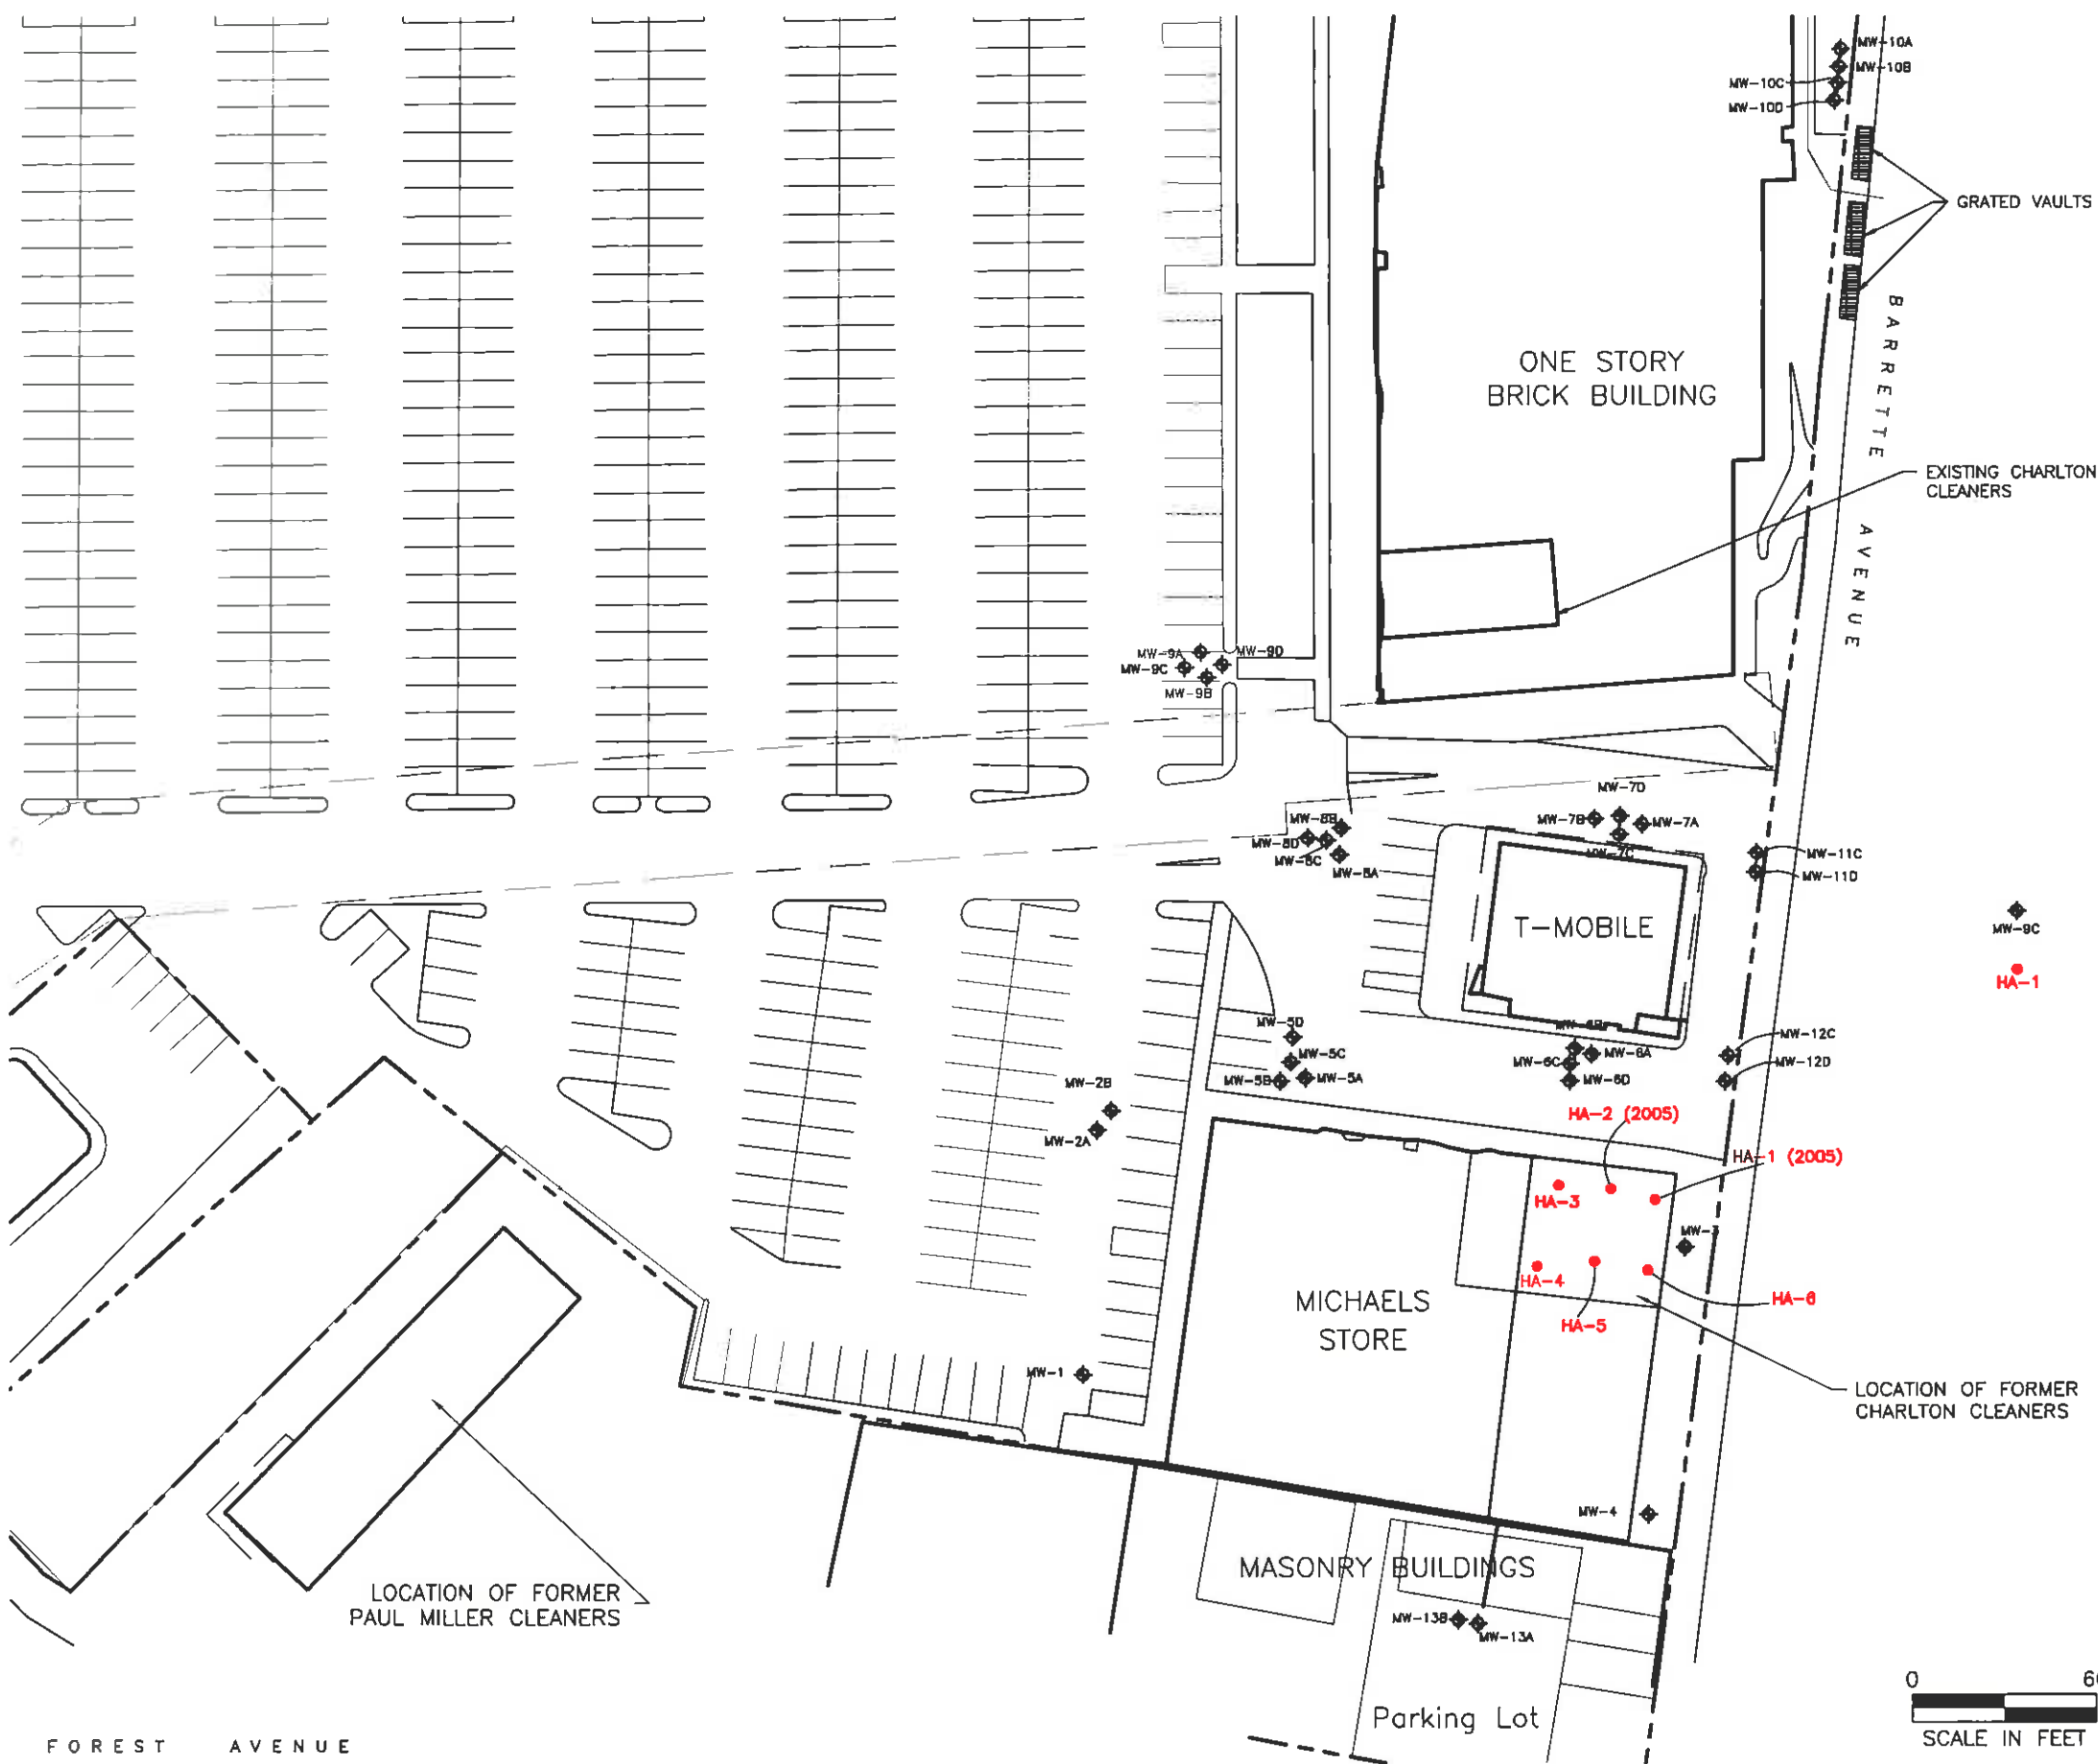 MW-10A
MW-10B
MW-10C
MW-10D
GRATED VAULTS
BARRETTE AVENUE
ONE STORY
BRICK BUILDING
EXISTING CHARLTON
CLEANERS
MW-9A
MW-9D
MW-9C
MW-9B
MW-7D
MW-7B
MW-7A
MW-7C
MW-8B
MW-8D
MW-8C
MW-8A
MW-11C
MW-11D
T-MOBILE
MW-9C
HA-1
MW-5D
MW-5C
MW-5B
MW-5A
MW-6B
MW-6C
MW-6A
MW-6D
MW-12C
MW-12D
MW-2B
MW-2A
HA-2 (2005)
HA-1 (2005)
HA-3
MW-3
HA-4
HA-5
HA-6
MICHAELS
STORE
MW-1
LOCATION OF FORMER
CHARLTON CLEANERS
MW-4
MASONRY BUILDINGS
LOCATION OF FORMER
PAUL MILLER CLEANERS
MW-13B
MW-13A
Parking Lot
FOREST AVENUE
0
SCALE IN FEET